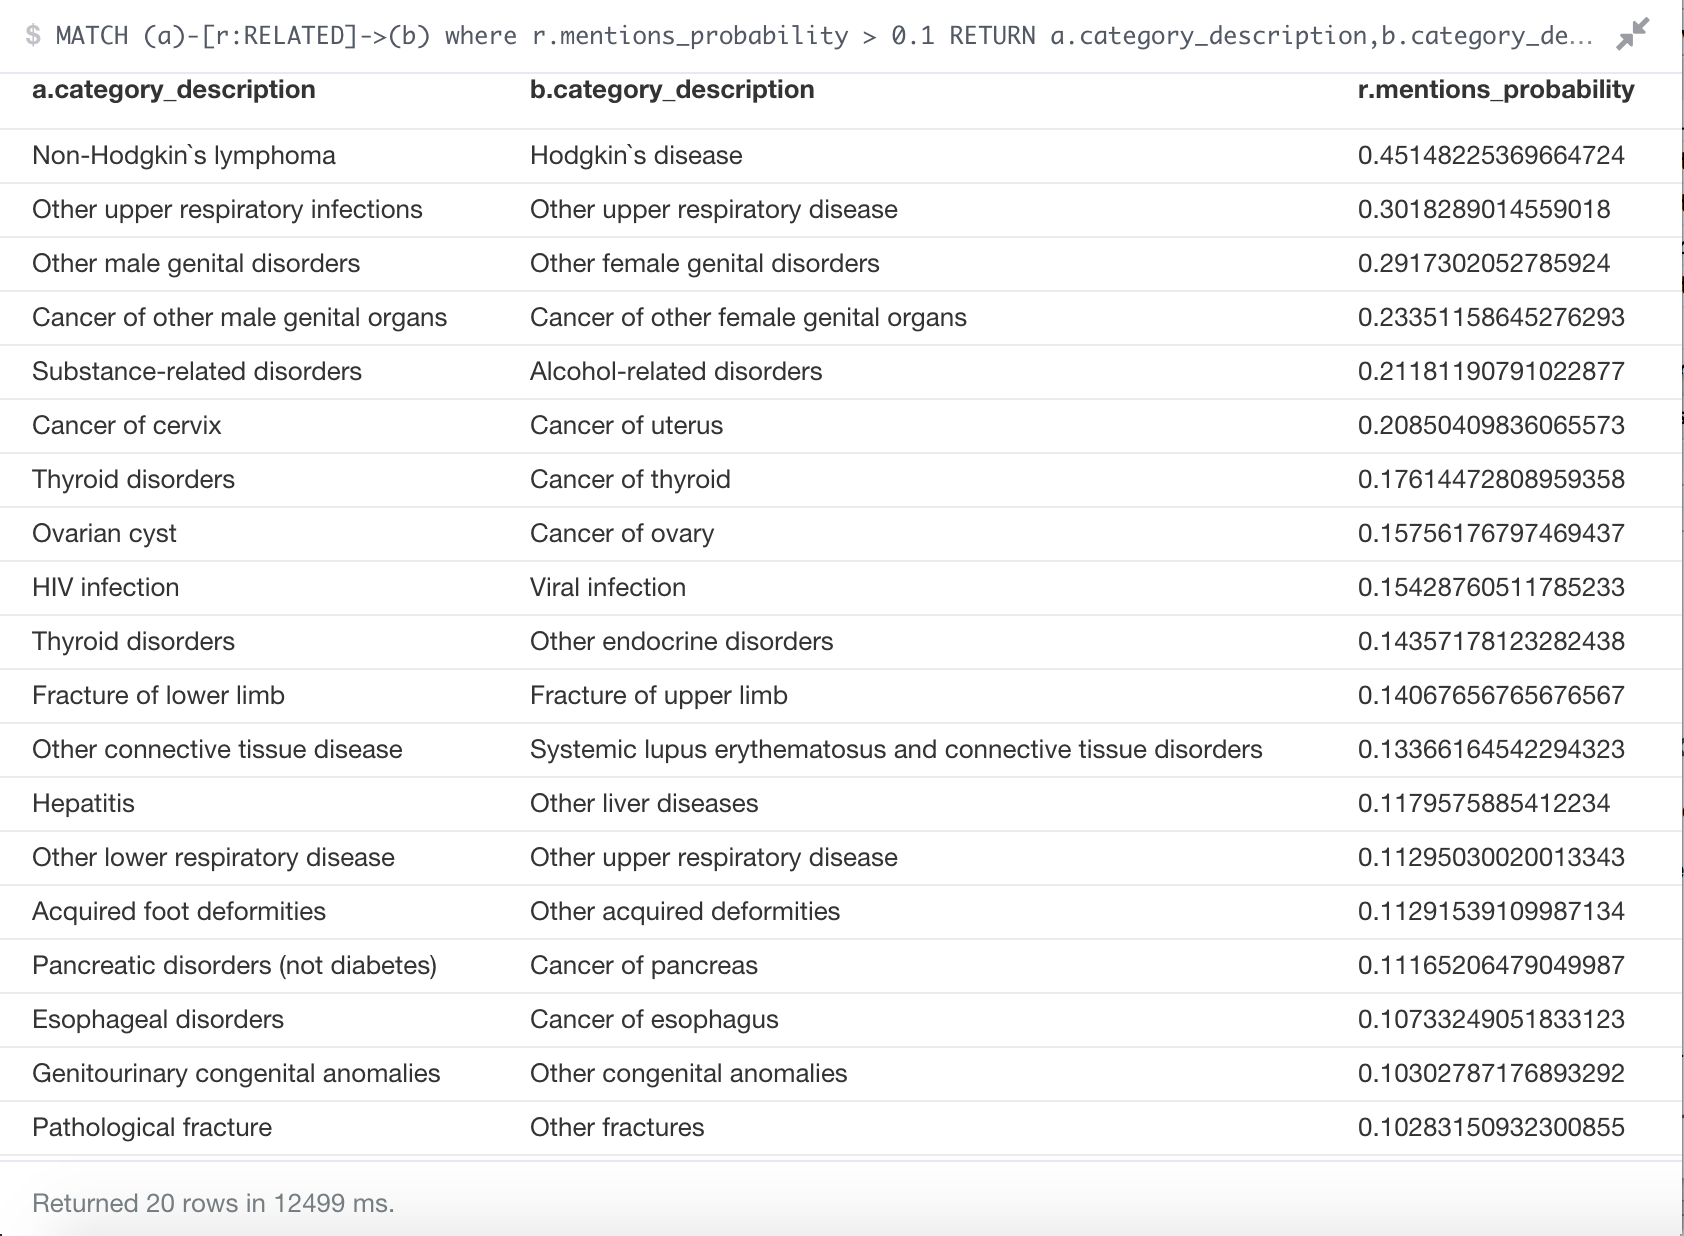 $ MATCH (a)-[r:RELATED]->(b) where r.mentions_probability > 0.1 RETURN a.category_description,b.category_de...
a.category_description b.category_description r.mentions_probability
Non-Hodgkin`s lymphoma Hodgkin`s disease 0.45148225369664724
Other upper respiratory infections Other upper respiratory disease 0.3018289014559018
Other male genital disorders Other female genital disorders 0.2917302052785924
Cancer of other male genital organs Cancer of other female genital organs 0.23351158645276293
Substance-related disorders Alcohol-related disorders 0.21181190791022877
Cancer of cervix Cancer of uterus 0.20850409836065573
Thyroid disorders Cancer of thyroid 0.17614472808959358
Ovarian cyst Cancer of ovary 0.15756176797469437
HIV infection Viral infection 0.15428760511785233
Thyroid disorders Other endocrine disorders 0.14357178123282438
Fracture of lower limb Fracture of upper limb 0.14067656765676567
Other connective tissue disease Systemic lupus erythematosus and connective tissue disorders 0.13366164542294323
Hepatitis Other liver diseases 0.1179575885412234
Other lower respiratory disease Other upper respiratory disease 0.11295030020013343
Acquired foot deformities Other acquired deformities 0.11291539109987134
Pancreatic disorders (not diabetes) Cancer of pancreas 0.11165206479049987
Esophageal disorders Cancer of esophagus 0.10733249051833123
Genitourinary congenital anomalies Other congenital anomalies 0.10302787176893292
Pathological fracture Other fractures 0.10283150932300855
Returned 20 rows in 12499 ms.